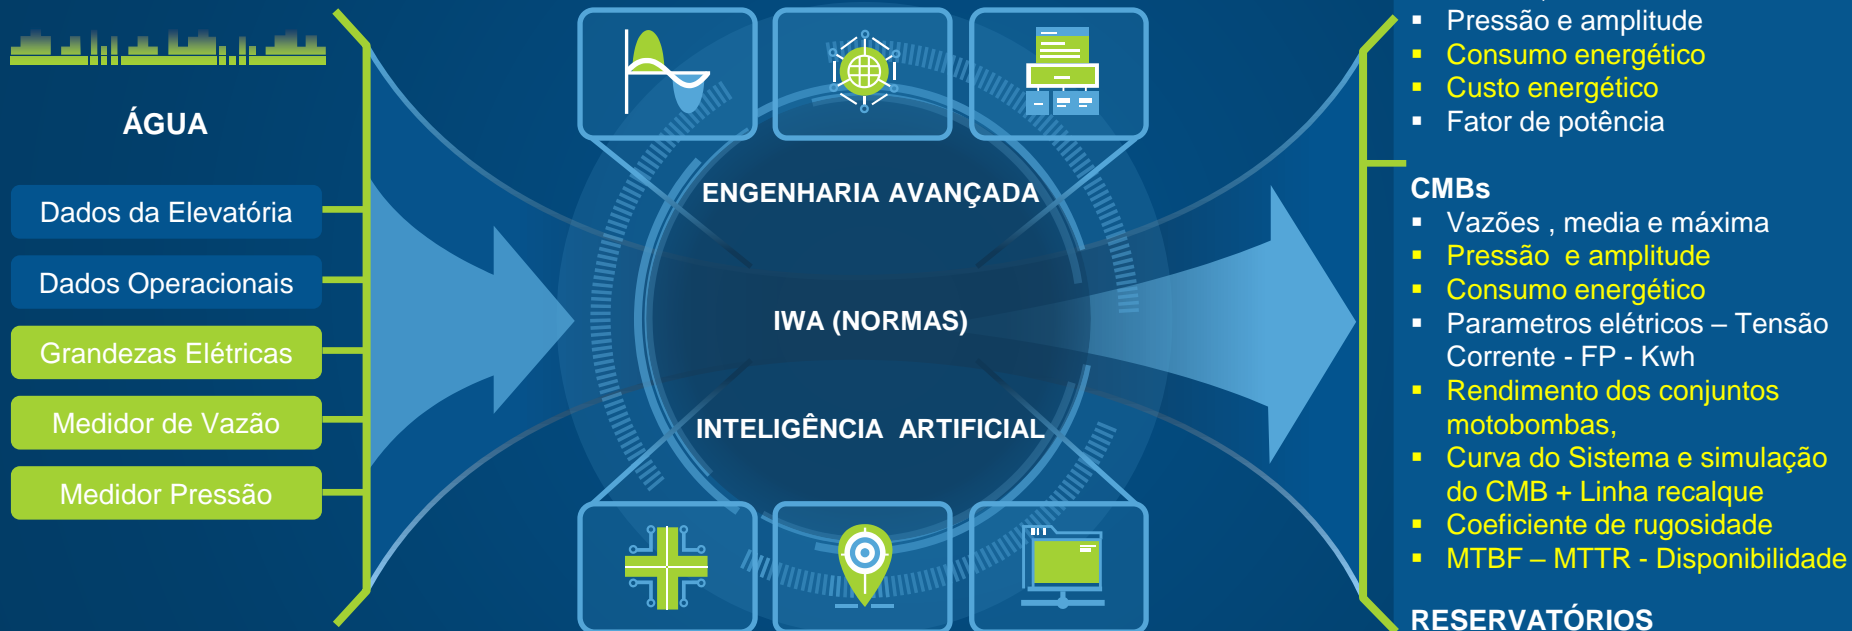 ÁGUA
Dados da Elevatória
Dados Operacionais
Grandezas Elétricas
Medidor de Vazão
Medidor Pressão
ENGENHARIA AVANÇADA
IWA (NORMAS)
INTELIGÊNCIA ARTIFICIAL
▪ Pressão e amplitude
▪ Consumo energético
▪ Custo energético
▪ Fator de potência
CMBs
▪ Vazões , media e máxima
▪ Pressão e amplitude
▪ Consumo energético
▪ Parametros elétricos – Tensão
Corrente - FP - Kwh
▪ Rendimento dos conjuntos
motobombas,
▪ Curva do Sistema e simulação
do CMB + Linha recalque
▪ Coeficiente de rugosidade
▪ MTBF – MTTR - Disponibilidade
RESERVATÓRIOS